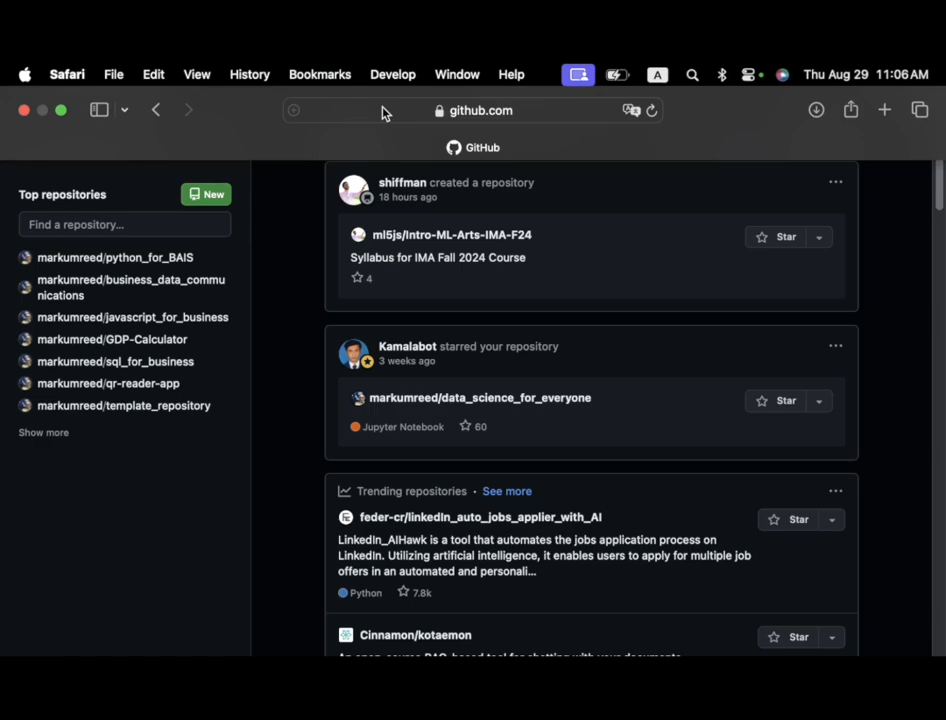 Safari File Edit View History Bookmarks Develop Window Help A Thu Aug 29 11:06 AM
github.com
GitHub
Top repositories New
Find a repository...
markumreed/python_for_BAIS
markumreed/business_data_commu
nications
markumreed/javascript_for_business
markumreed/GDP-Calculator
markumreed/sql_for_business
markumreed/qr-reader-app
markumreed/template_repository
Show more
shiffman created a repository
18 hours ago
ml5js/Intro-ML-Arts-IMA-F24 Star
Syllabus for IMA Fall 2024 Course
4
Kamalabot starred your repository
3 weeks ago
markumreed/data_science_for_everyone Star
Jupyter Notebook 60
Trending repositories · See more
feder-cr/linkedIn_auto_jobs_applier_with_AI Star
LinkedIn_AIHawk is a tool that automates the jobs application process on
LinkedIn. Utilizing artificial intelligence, it enables users to apply for multiple job
offers in an automated and personali...
Python 7.8k
Cinnamon/kotaemon Star